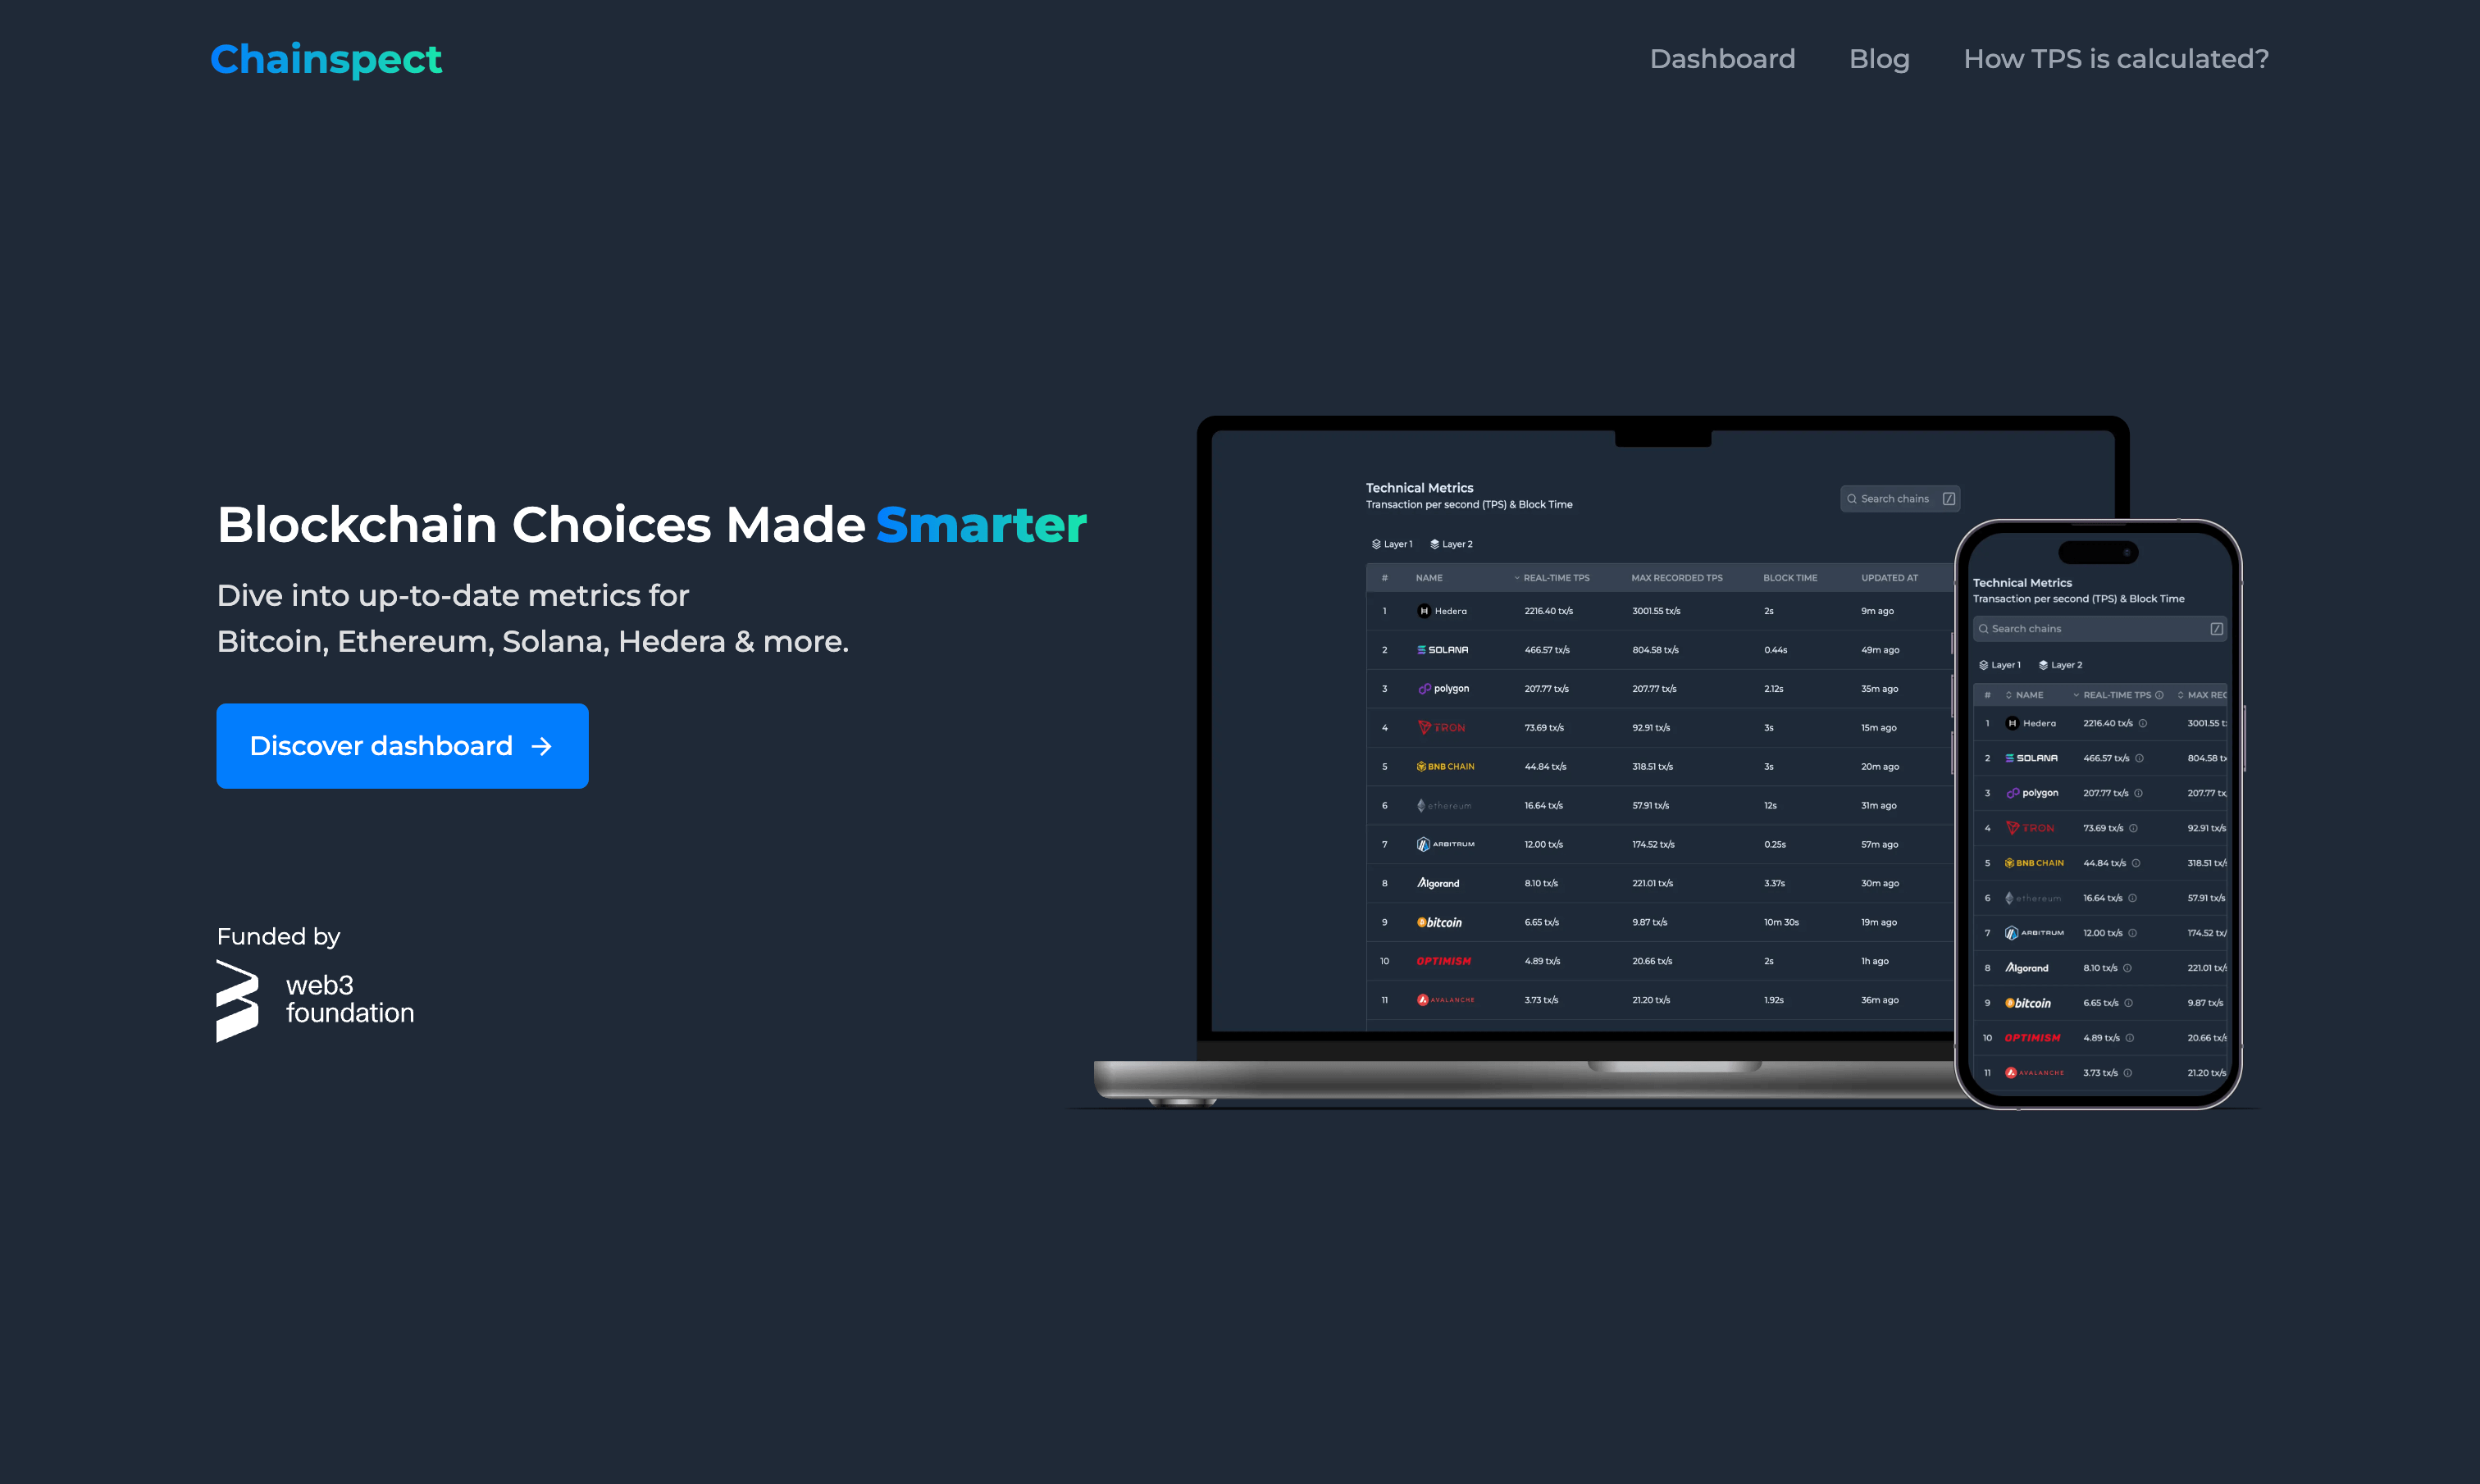 Chainspect
Dashboard Blog How TPS is calculated?
Blockchain Choices Made Smarter
Dive into up-to-date metrics for
Bitcoin, Ethereum, Solana, Hedera & more.
Discover dashboard →
Funded by
web3
foundation
Technical Metrics
Transaction per second (TPS) & Block Time
Search chains /
Layer 1 Layer 2
# NAME REAL-TIME TPS MAX RECORDED TPS BLOCK TIME UPDATED AT
1 Hedera 2216.40 tx/s 3001.55 tx/s 2s 9m ago
2 SOLANA 466.57 tx/s 804.58 tx/s 0.44s 49m ago
3 polygon 207.77 tx/s 207.77 tx/s 2.12s 35m ago
4 TRON 73.69 tx/s 92.91 tx/s 3s 15m ago
5 BNB CHAIN 44.84 tx/s 318.51 tx/s 3s 20m ago
6 ethereum 16.64 tx/s 57.91 tx/s 12s 31m ago
7 ARBITRUM 12.00 tx/s 174.52 tx/s 0.25s 57m ago
8 Algorand 8.10 tx/s 221.01 tx/s 3.37s 30m ago
9 bitcoin 6.65 tx/s 9.87 tx/s 10m 30s 19m ago
10 OPTIMISM 4.89 tx/s 20.66 tx/s 2s 1h ago
11 AVALANCHE 3.73 tx/s 21.20 tx/s 1.92s 36m ago
Technical Metrics
Transaction per second (TPS) & Block Time
Search chains /
Layer 1 Layer 2
# NAME REAL-TIME TPS MAX REC
1 Hedera 2216.40 tx/s 3001.55 t
2 SOLANA 466.57 tx/s 804.58 t
3 polygon 207.77 tx/s 207.77 tx
4 TRON 73.69 tx/s 92.91 tx/s
5 BNB CHAIN 44.84 tx/s 318.51 tx/s
6 ethereum 16.64 tx/s 57.91 tx/s
7 ARBITRUM 12.00 tx/s 174.52 tx/
8 Algorand 8.10 tx/s 221.01 tx/s
9 bitcoin 6.65 tx/s 9.87 tx/s
10 OPTIMISM 4.89 tx/s 20.66 tx/s
11 AVALANCHE 3.73 tx/s 21.20 tx/s